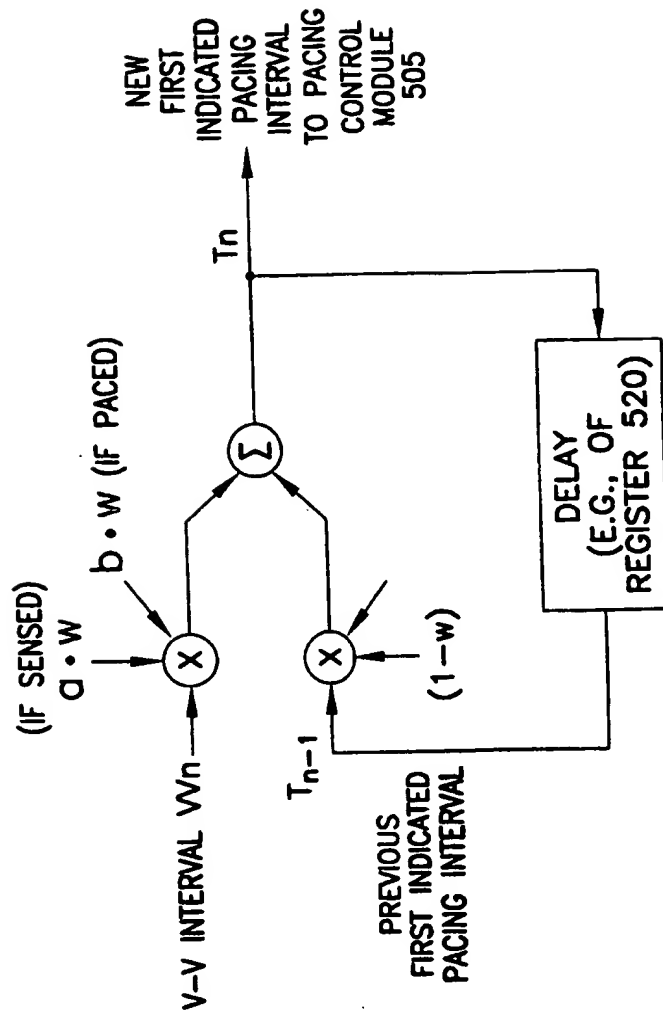 (IF SENSED)
a • w
b • w (IF PACED)
V–V INTERVAL VVn
X
Σ
Tn
NEW
FIRST
INDICATED
PACING
INTERVAL
TO PACING
CONTROL
MODULE
505
Tn–1
X
(1–w)
PREVIOUS
FIRST INDICATED
PACING INTERVAL
DELAY
(E.G., OF
REGISTER 520)